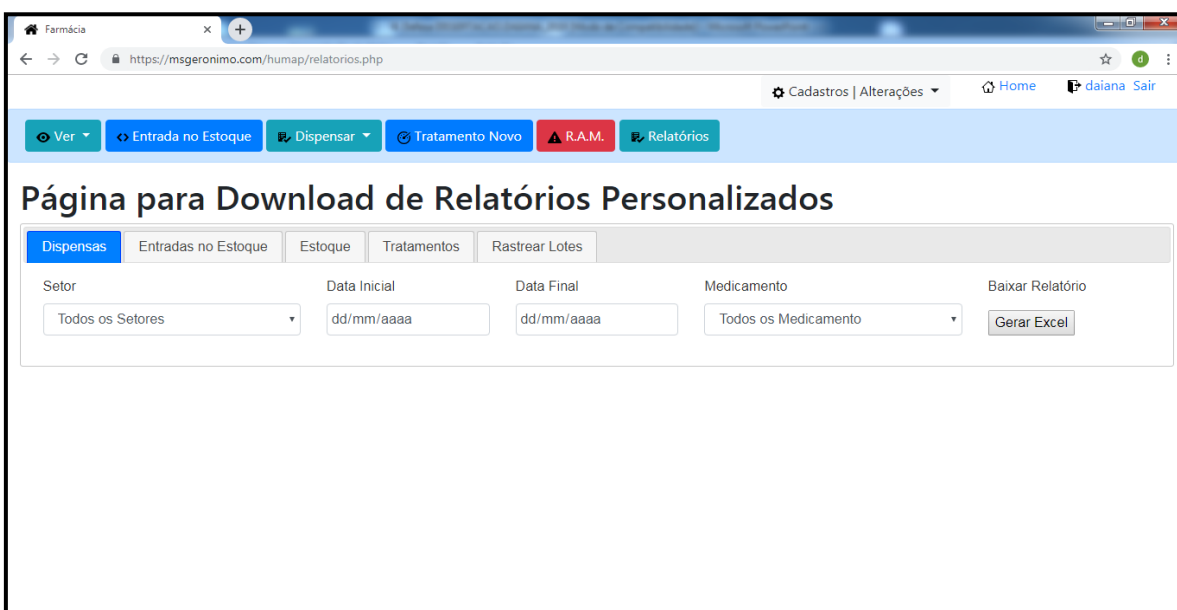 Farmácia
https://msgeronimo.com/humap/relatorios.php
d
Cadastros | Alterações Home daiana Sair
Ver Entrada no Estoque Dispensar Tratamento Novo R.A.M. Relatórios
Página para Download de Relatórios Personalizados
Dispensas Entradas no Estoque Estoque Tratamentos Rastrear Lotes
Setor Data Inicial Data Final Medicamento Baixar Relatório
Todos os Setores dd/mm/aaaa dd/mm/aaaa Todos os Medicamento Gerar Excel